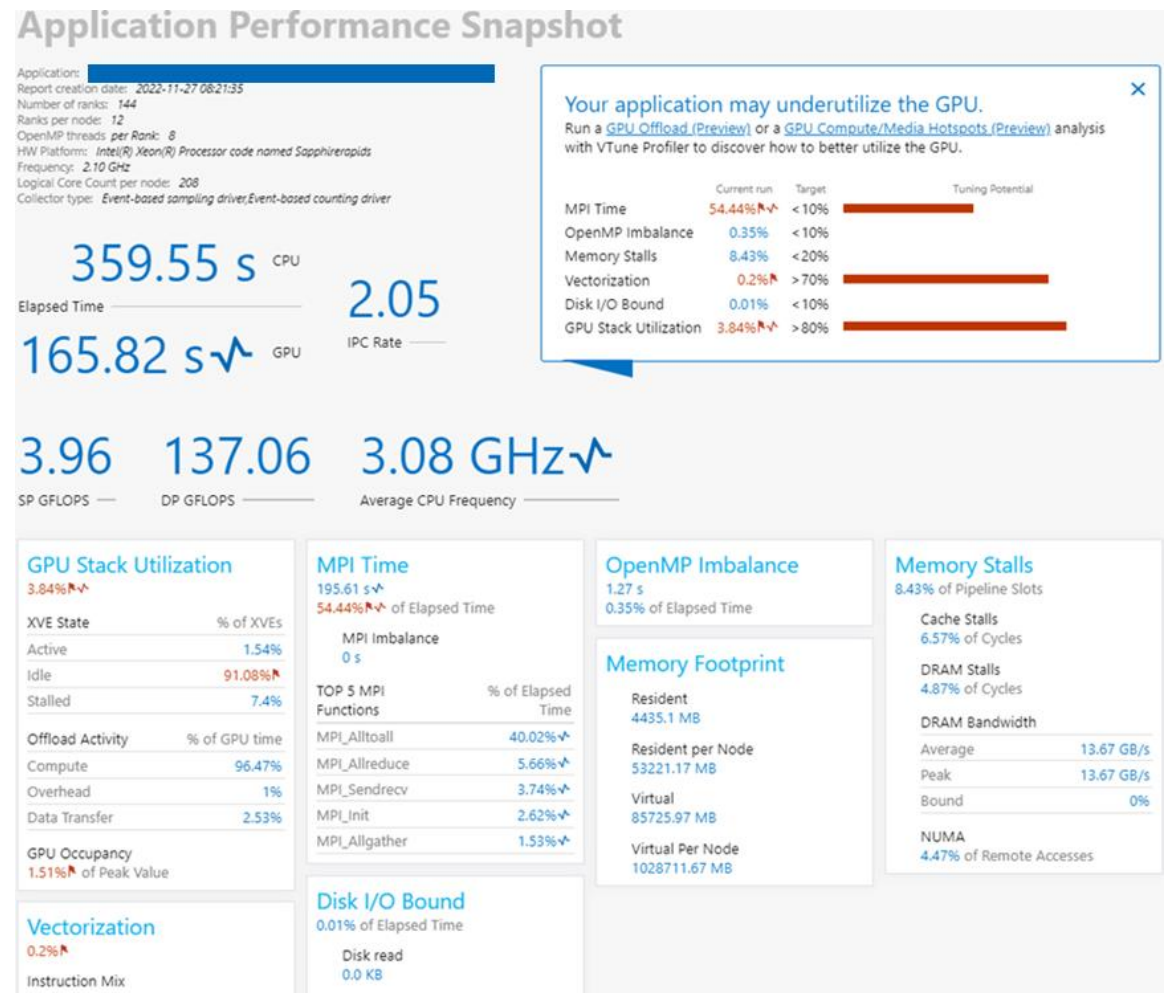 Application Performance Snapshot
Application:
Report creation date: 2022-11-27 08:21:35
Number of ranks: 144
Ranks per node: 12
OpenMP threads per Rank: 8
HW Platform: Intel(R) Xeon(R) Processor code named Sapphirerapids
Frequency: 2.10 GHz
Logical Core Count per node: 208
Collector type: Event-based sampling driver,Event-based counting driver
Your application may underutilize the GPU.
Run a GPU Offload (Preview) or a GPU Compute/Media Hotspots (Preview) analysis
with VTune Profiler to discover how to better utilize the GPU.
Current run Target Tuning Potential
MPI Time 54.44% <10%
OpenMP Imbalance 0.35% <10%
Memory Stalls 8.43% <20%
Vectorization 0.2% >70%
Disk I/O Bound 0.01% <10%
GPU Stack Utilization 3.84% >80%
359.55 s CPU
Elapsed Time
165.82 s GPU
2.05
IPC Rate
3.96
SP GFLOPS
137.06
DP GFLOPS
3.08 GHz
Average CPU Frequency
GPU Stack Utilization
3.84%
XVE State % of XVEs
Active 1.54%
Idle 91.08%
Stalled 7.4%
Offload Activity % of GPU time
Compute 96.47%
Overhead 1%
Data Transfer 2.53%
GPU Occupancy
1.51% of Peak Value
Vectorization
0.2%
Instruction Mix
MPI Time
195.61 s
54.44% of Elapsed Time
MPI Imbalance
0 s
TOP 5 MPI % of Elapsed
Functions Time
MPI_Alltoall 40.02%
MPI_Allreduce 5.66%
MPI_Sendrecv 3.74%
MPI_Init 2.62%
MPI_Allgather 1.53%
Disk I/O Bound
0.01% of Elapsed Time
Disk read
0.0 KB
OpenMP Imbalance
1.27 s
0.35% of Elapsed Time
Memory Footprint
Resident
4435.1 MB
Resident per Node
53221.17 MB
Virtual
85725.97 MB
Virtual Per Node
1028711.67 MB
Memory Stalls
8.43% of Pipeline Slots
Cache Stalls
6.57% of Cycles
DRAM Stalls
4.87% of Cycles
DRAM Bandwidth
Average 13.67 GB/s
Peak 13.67 GB/s
Bound 0%
NUMA
4.47% of Remote Accesses